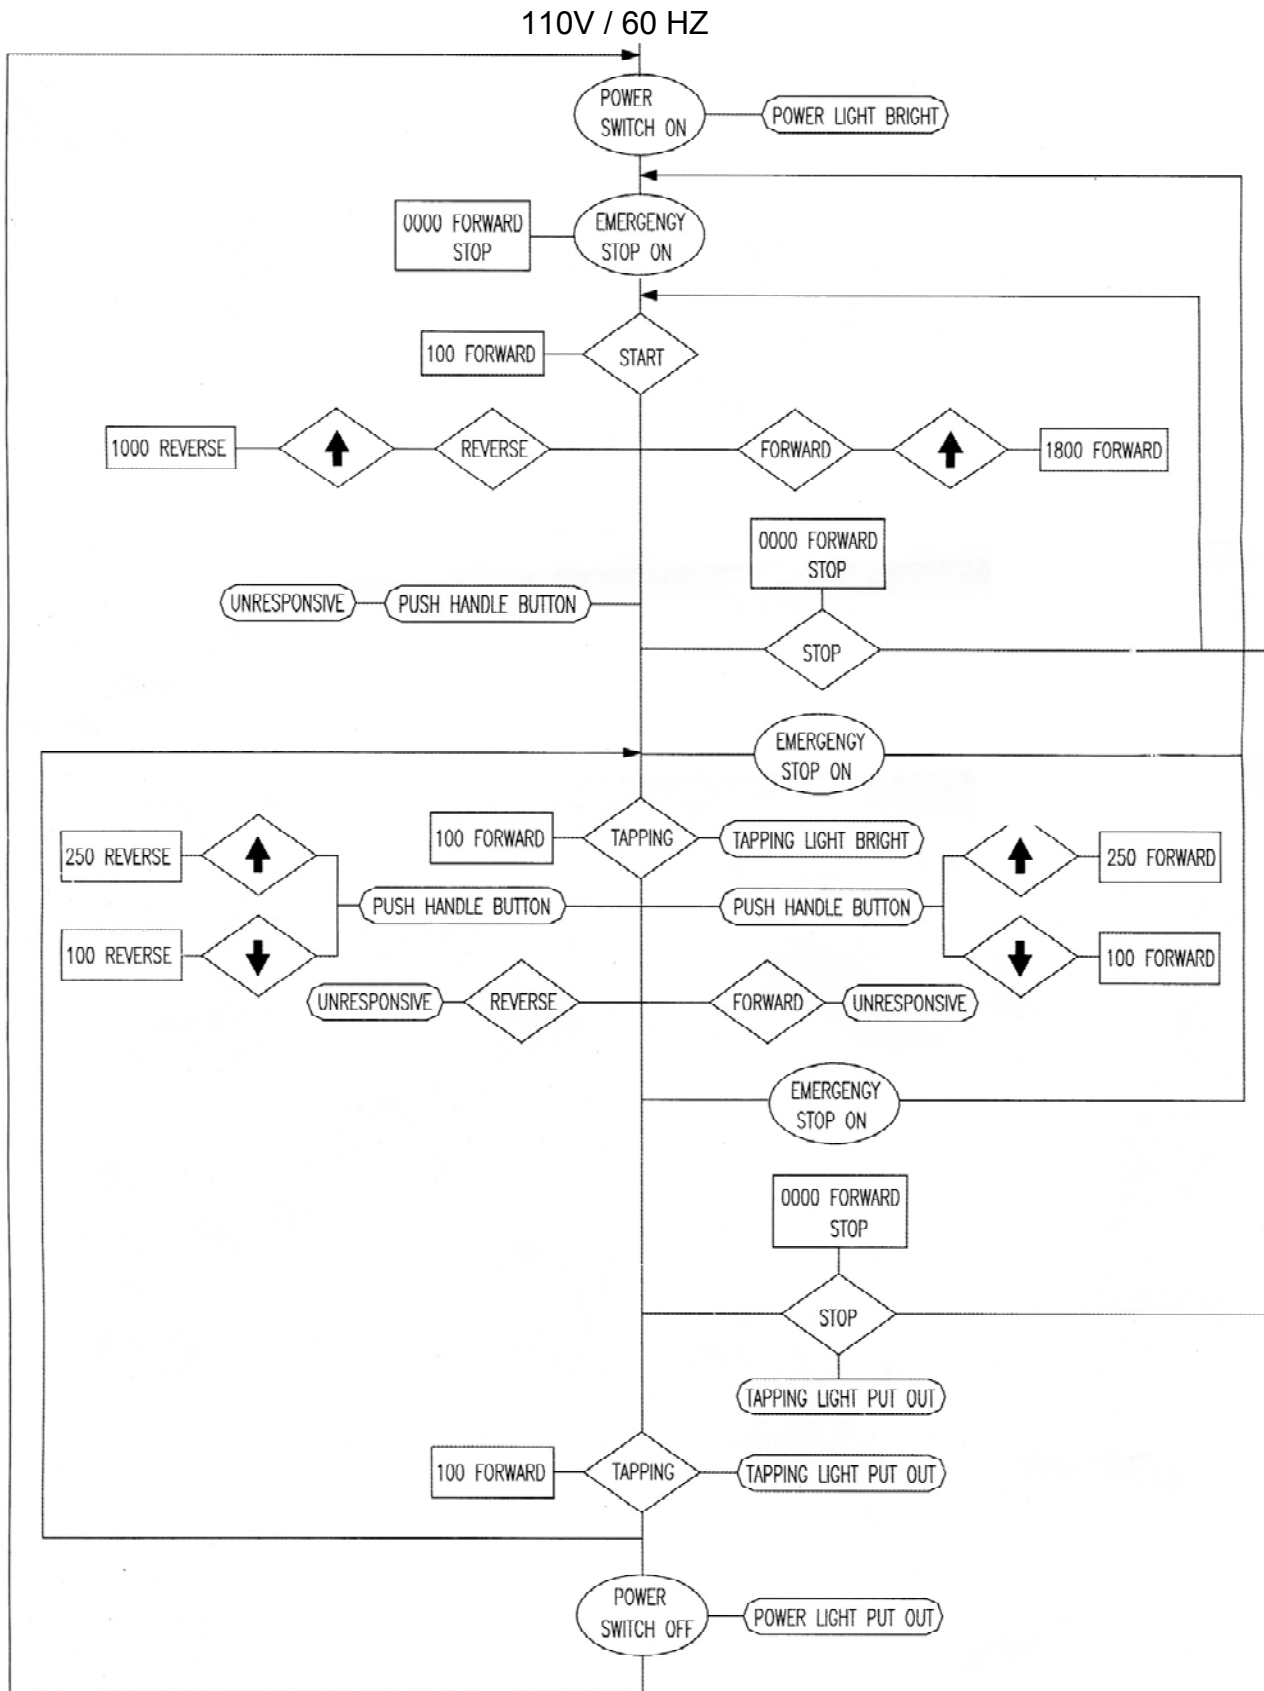 110V / 60 HZ
POWER
SWITCH ON
POWER LIGHT BRIGHT
0000 FORWARD
STOP
EMERGENGY
STOP ON
100 FORWARD
START
1000 REVERSE
REVERSE
FORWARD
1800 FORWARD
0000 FORWARD
STOP
UNRESPONSIVE
PUSH HANDLE BUTTON
STOP
EMERGENGY
STOP ON
100 FORWARD
TAPPING
TAPPING LIGHT BRIGHT
250 REVERSE
250 FORWARD
PUSH HANDLE BUTTON
PUSH HANDLE BUTTON
100 REVERSE
100 FORWARD
UNRESPONSIVE
REVERSE
FORWARD
UNRESPONSIVE
EMERGENGY
STOP ON
0000 FORWARD
STOP
STOP
TAPPING LIGHT PUT OUT
100 FORWARD
TAPPING
TAPPING LIGHT PUT OUT
POWER
SWITCH OFF
POWER LIGHT PUT OUT